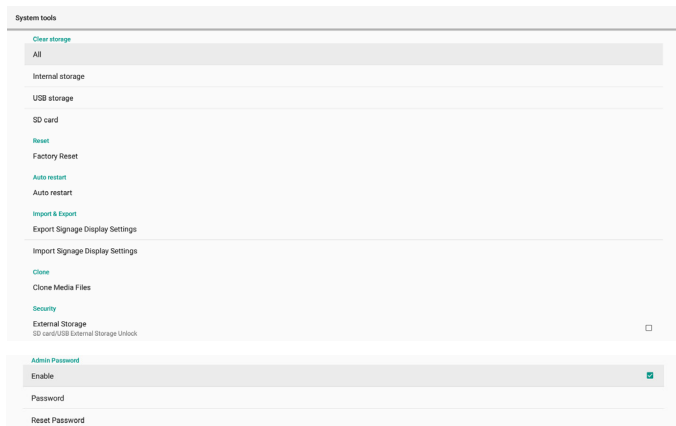 System tools
Clear storage
All
Internal storage
USB storage
SD card
Reset
Factory Reset
Auto restart
Auto restart
Import & Export
Export Signage Display Settings
Import Signage Display Settings
Clone
Clone Media Files
Security
External Storage
SD card/USB External Storage Unlock
Admin Password
Enable
Password
Reset Password